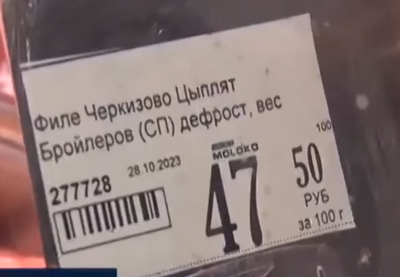 Филе Черкизово Цыплят
Бройлеров (СП) дефрост, вес
277728
28.10.2023
MOLOKO
47
50
РУБ
за 100 г
100